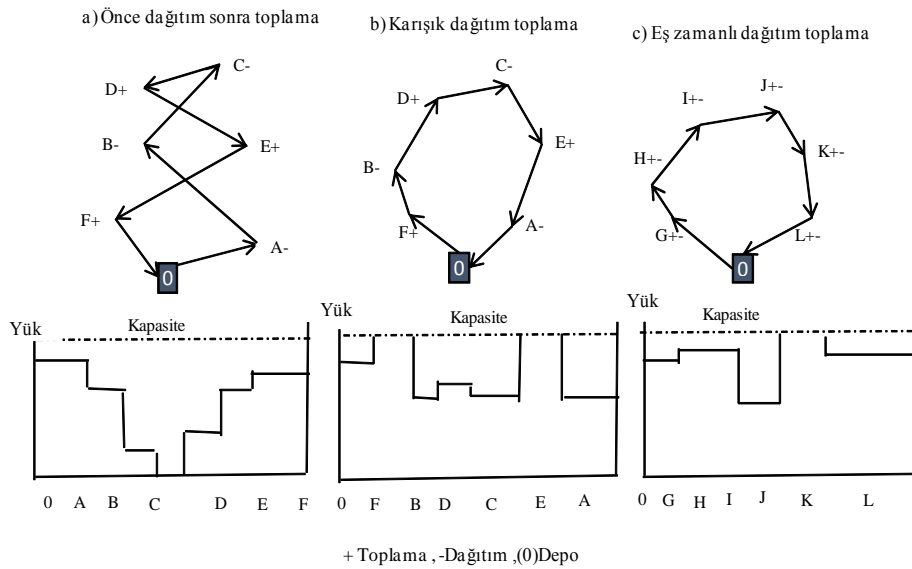 a) Önce dağıtım sonra toplama
b) Karışık dağıtım toplama
c) Eş zamanlı dağıtım toplama
C-
D+
B-
E+
F+
A-
0
C-
D+
E+
B-
F+
A-
0
J+-
I+-
K+-
H+-
G+-
L+-
0
Yük
Kapasite
0 A B C D E F
Yük
Kapasite
0 F B D C E A
Yük
Kapasite
0 G H I J K L
+ Toplama , -Dağıtım ,(0)Depo